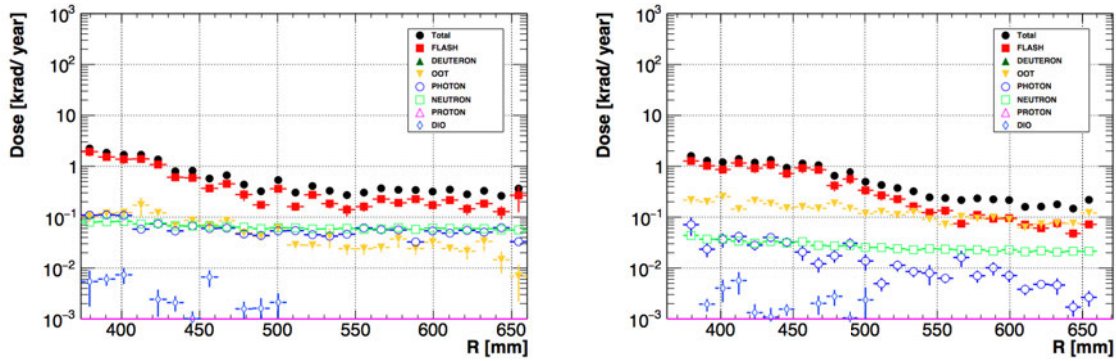 Dose [krad/ year]
10³
10²
10
1
10⁻¹
10⁻²
10⁻³
400
450
500
550
600
650
R [mm]
Total
FLASH
DEUTERON
OOT
PHOTON
NEUTRON
PROTON
DIO
Dose [krad/ year]
10³
10²
10
1
10⁻¹
10⁻²
10⁻³
400
450
500
550
600
650
R [mm]
Total
FLASH
DEUTERON
OOT
PHOTON
NEUTRON
PROTON
DIO